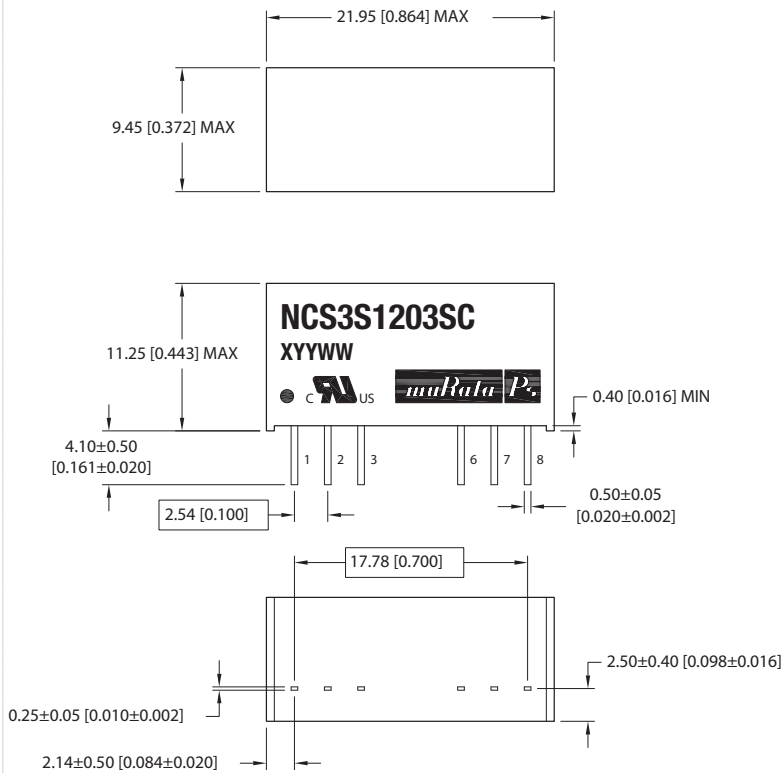 21.95 [0.864] MAX
9.45 [0.372] MAX
NCS3S1203SC
XYYWW
11.25 [0.443] MAX
C RU US
muRata Ps
0.40 [0.016] MIN
4.10±0.50
[0.161±0.020]
1 2 3 6 7 8
2.54 [0.100]
0.50±0.05
[0.020±0.002]
17.78 [0.700]
2.50±0.40 [0.098±0.016]
0.25±0.05 [0.010±0.002]
2.14±0.50 [0.084±0.020]